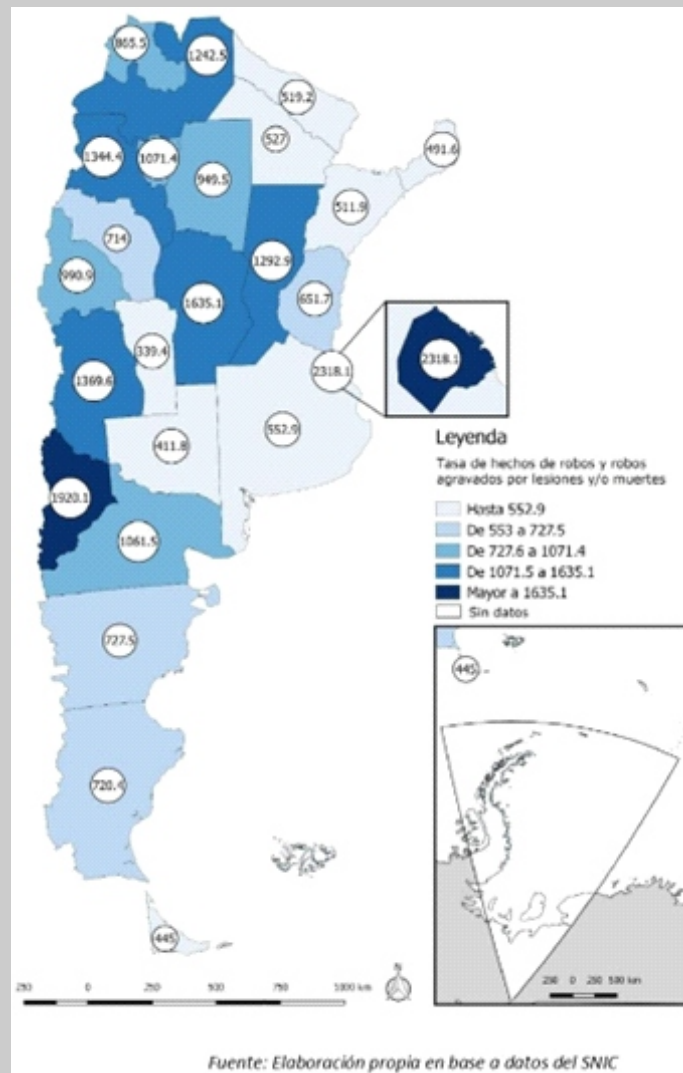 865.5
1242.5
519.2
527
491.6
1344.4
1071.4
949.5
511.9
714
1292.9
990.9
651.7
1635.1
339.4
2318.1
2318.1
1369.6
552.9
411.8
1920.1
1061.5
727.5
720.4
445
Leyenda
Tasa de hechos de robos y robos
agravados por lesiones y/o muertes
Hasta 552.9
De 553 a 727.5
De 727.6 a 1071.4
De 1071.5 a 1635.1
Mayor a 1635.1
Sin datos
445
250 0 250 500 km
N
250 0 250 500 750 1000 km
Fuente: Elaboración propia en base a datos del SNIC